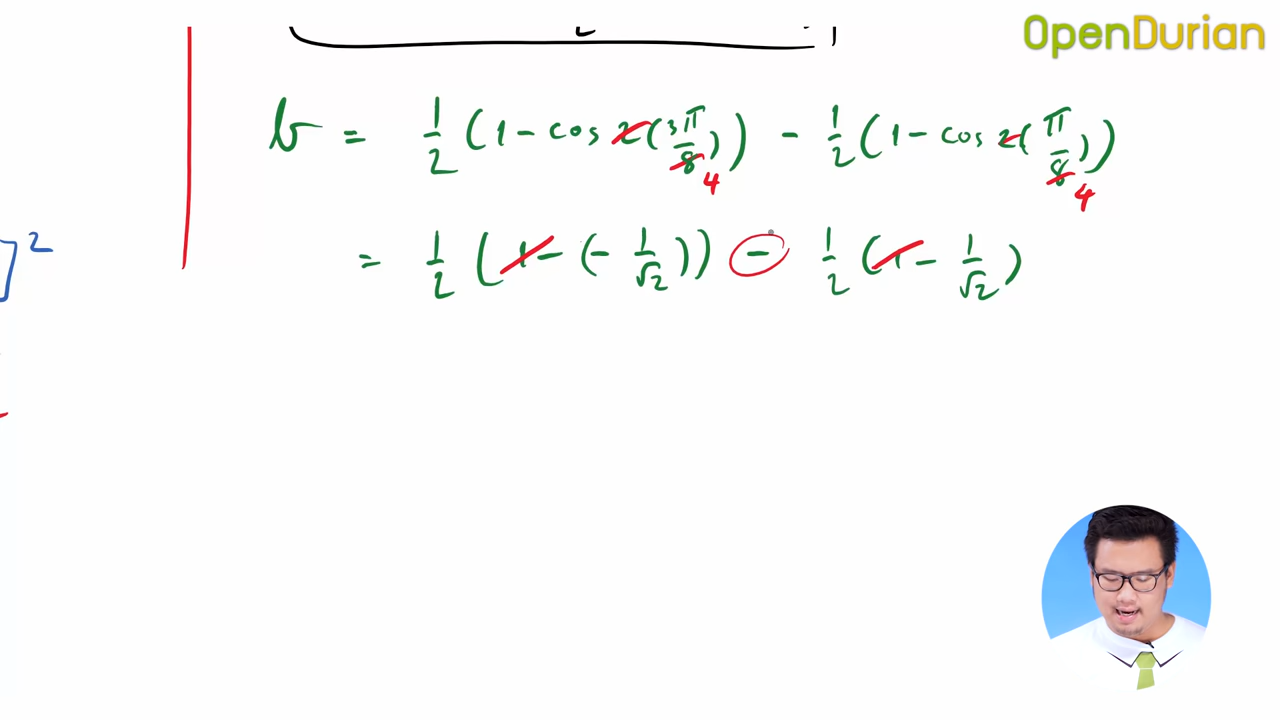 OpenDurian
b = 1/2 (1 - cos 2(3π/8)) - 1/2 (1 - cos 2(π/8))
4 4
= 1/2 (1 - (- 1/√2)) - 1/2 (1 - 1/√2)
]²